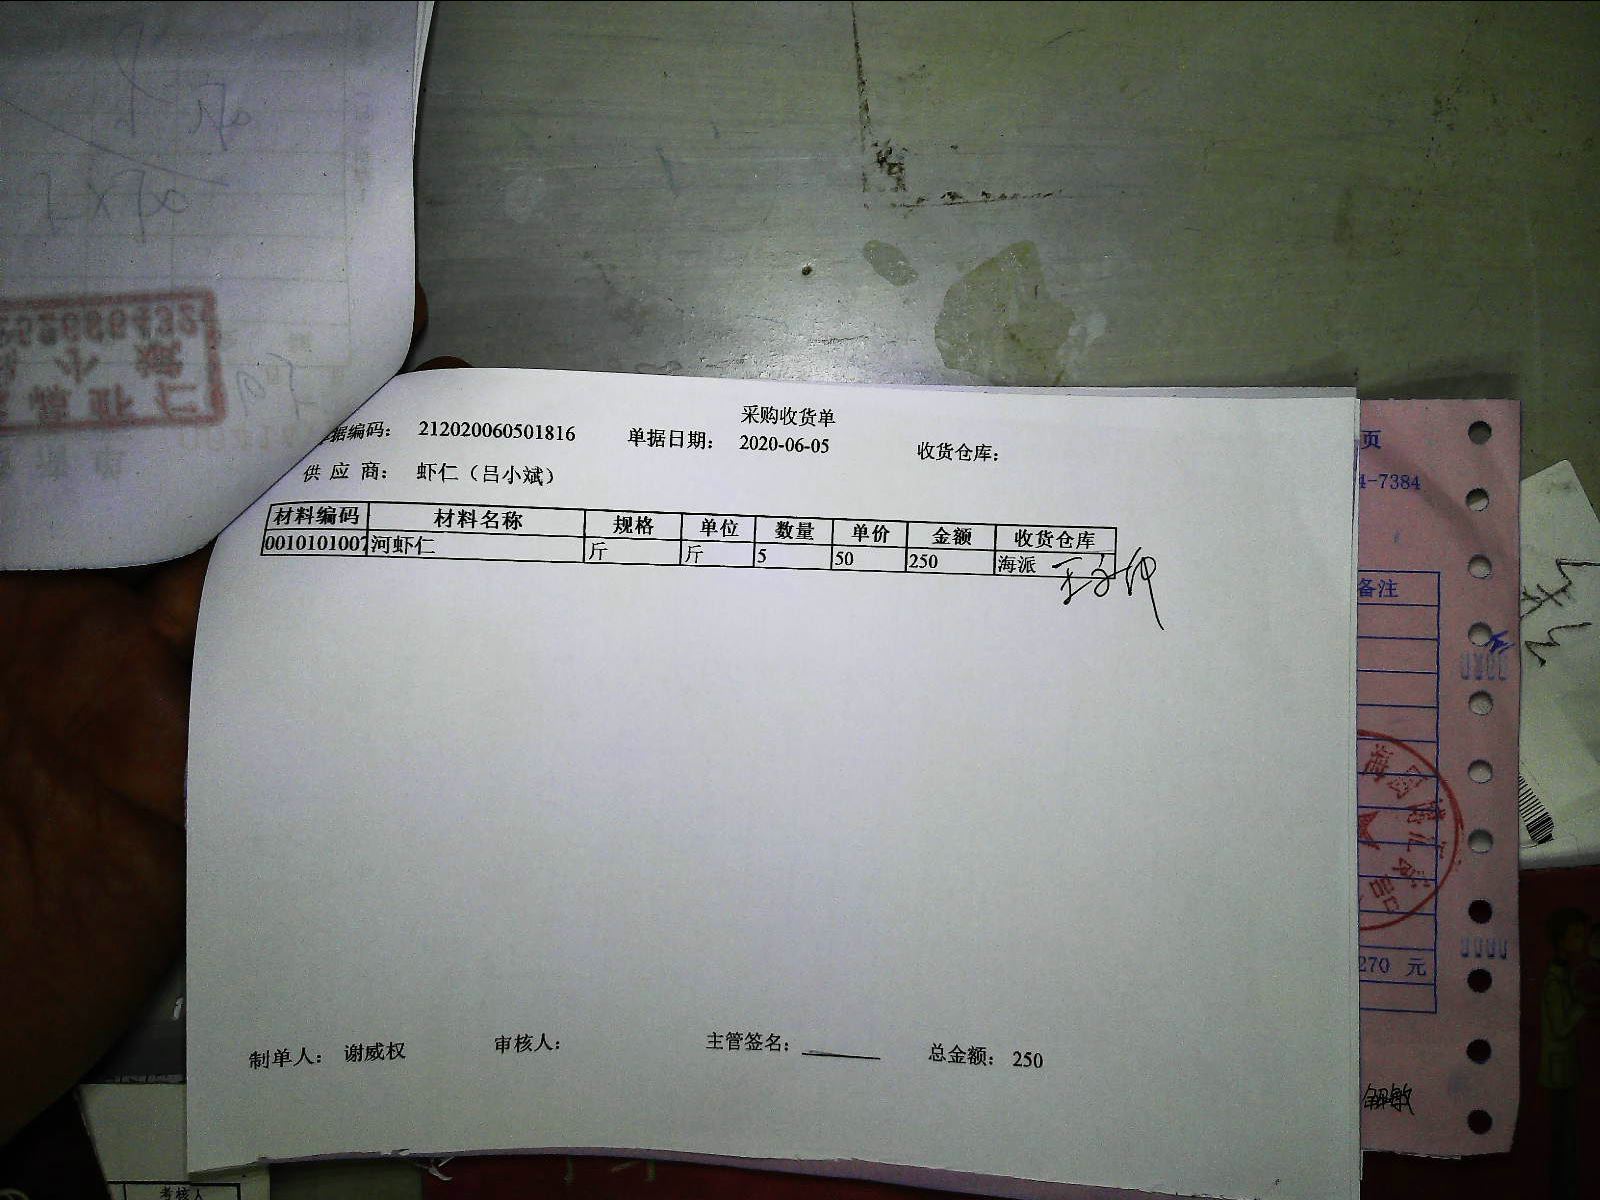 采购收货单
据编码： 212020060501816 单据日期： 2020-06-05 收货仓库：
供 应 商： 虾仁（吕小斌）
材料编码 材料名称 规格 单位 数量 单价 金额 收货仓库
0010101007 河虾仁 斤 斤 5 50 250 海派
制单人： 谢威权 审核人： 主管签名： 总金额： 250
页
4-7384
备注
270 元
考核人